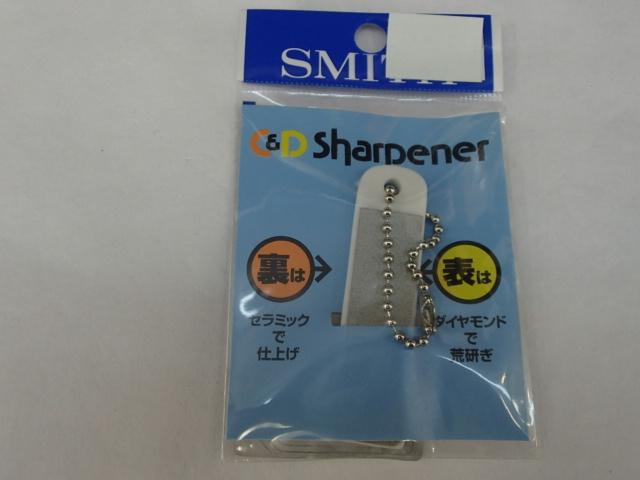 SMITH
C&D Sharpener
裏は
表は
セラミック
で
仕上げ
ダイヤモンド
で
荒研ぎ